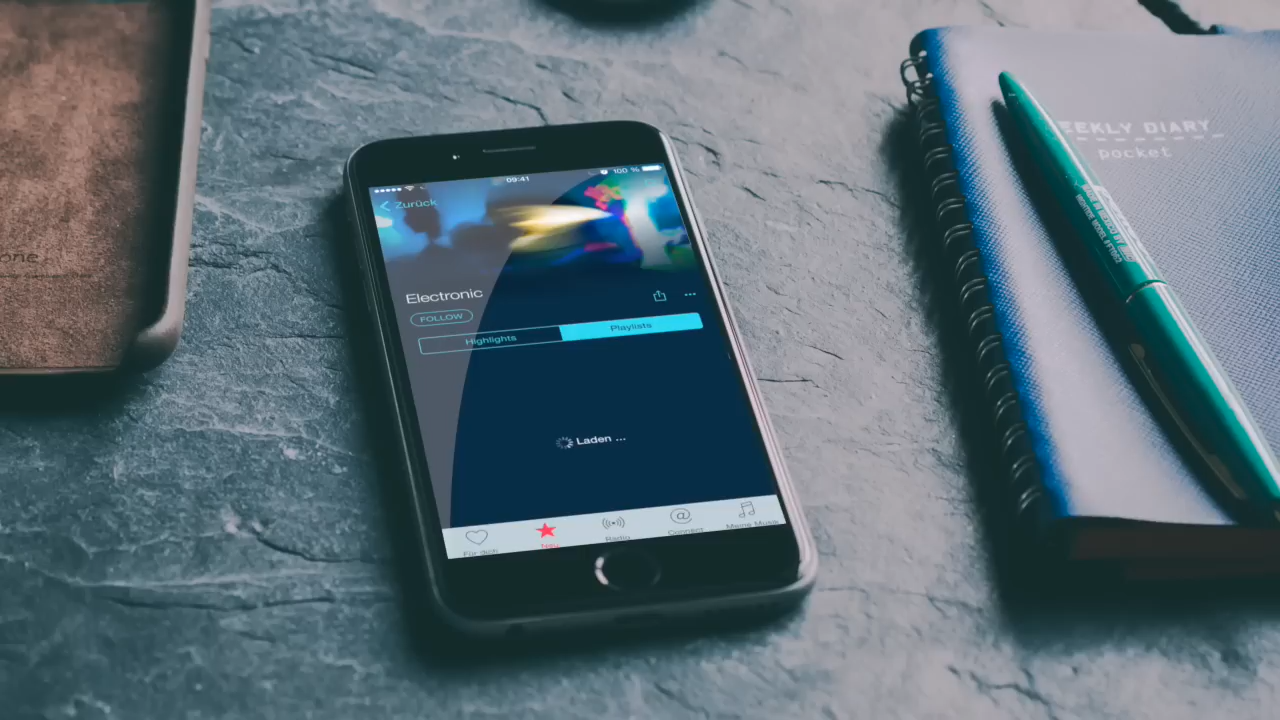 09:41
100 %
Zurück
Electronic
FOLLOW
Highlights
Playlists
Laden ...
Für dich
Neu
Radio
Connect
Meine Musik
EEKLY DIARY
pocket